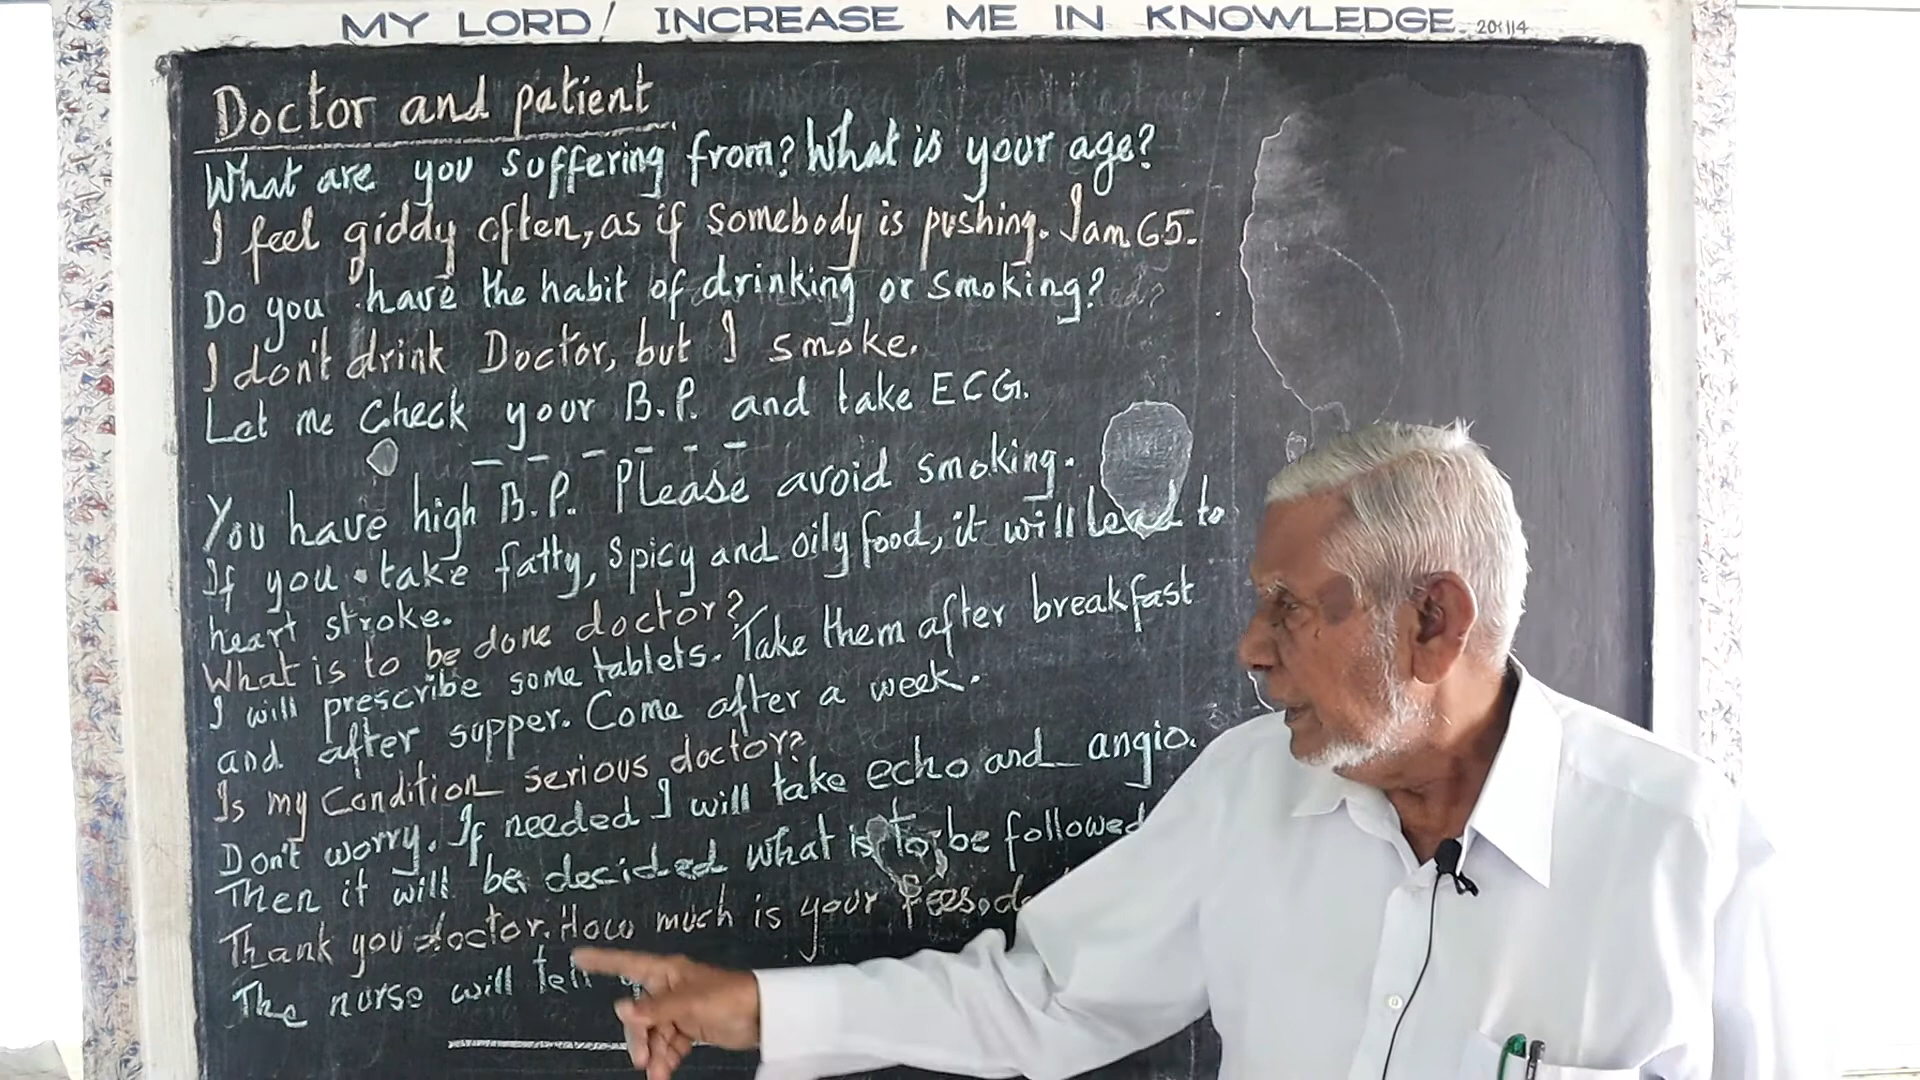 MY LORD! INCREASE ME IN KNOWLEDGE.
Doctor and patient
What are you suffering from? What is your age?
I feel giddy often, as if somebody is pushing. I am 65.
Do you have the habit of drinking or smoking?
I don't drink Doctor, but I smoke.
Let me check your B.P. and take ECG.
You have high B.P. Please avoid smoking.
If you take fatty, spicy and oily food, it will lead to
heart stroke.
What is to be done doctor?
I will prescribe some tablets. Take them after breakfast
and after supper. Come after a week.
Is my condition serious doctor?
Don't worry. If needed I will take echo and angio.
Then it will be decided what is to be followed
Thank you doctor. How much is your fees,
The nurse will tell